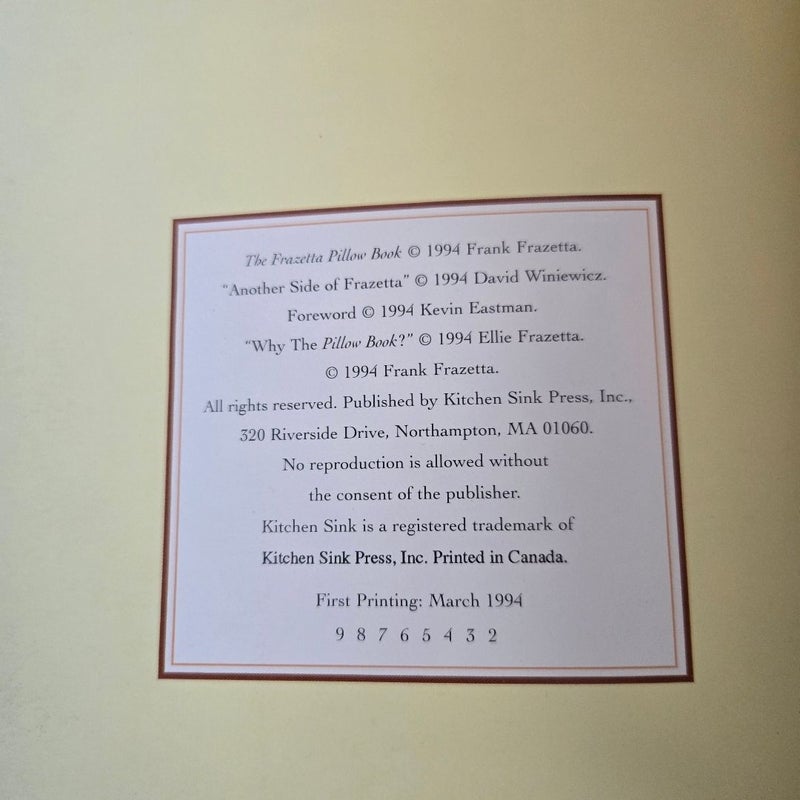 The Frazetta Pillow Book © 1994 Frank Frazetta.
"Another Side of Frazetta" © 1994 David Winiewicz.
Foreword © 1994 Kevin Eastman.
"Why The Pillow Book?" © 1994 Ellie Frazetta.
© 1994 Frank Frazetta.
All rights reserved. Published by Kitchen Sink Press, Inc.,
320 Riverside Drive, Northampton, MA 01060.
No reproduction is allowed without
the consent of the publisher.
Kitchen Sink is a registered trademark of
Kitchen Sink Press, Inc. Printed in Canada.
First Printing: March 1994
9 8 7 6 5 4 3 2